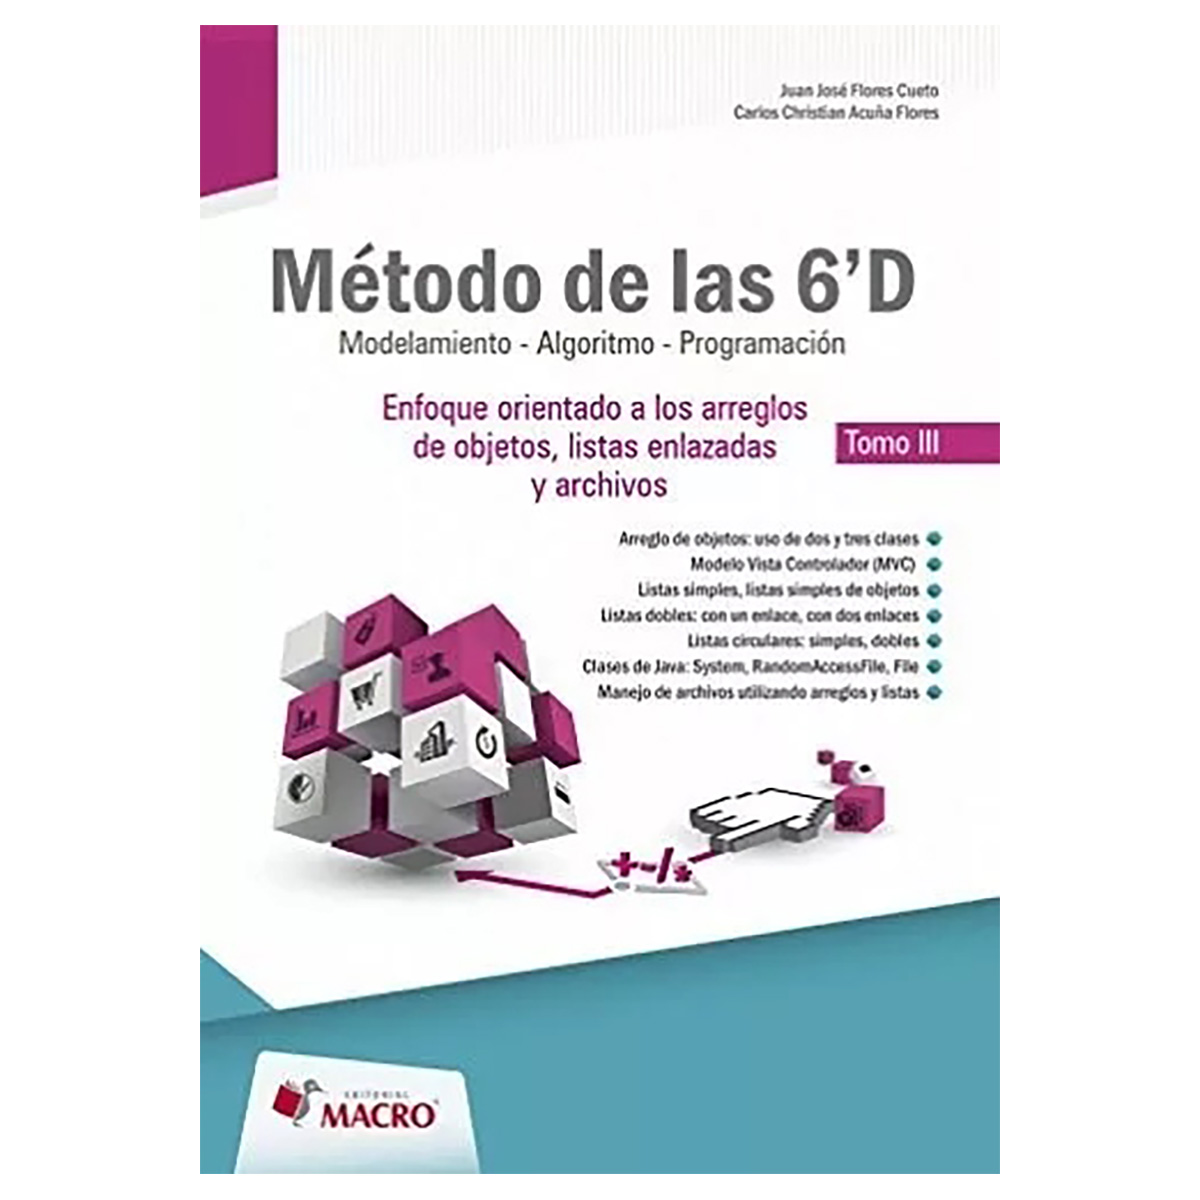 Juan José Flores Cueto
Carlos Christian Acuña Flores
Método de las 6'D
Modelamiento - Algoritmo - Programación
Enfoque orientado a los arreglos
de objetos, listas enlazadas
y archivos
Tomo III
Arreglo de objetos: uso de dos y tres clases
Modelo Vista Controlador (MVC)
Listas simples, listas simples de objetos
Listas dobles: con un enlace, con dos enlaces
Listas circulares: simples, dobles
Clases de Java: System, RandomAccessFile, File
Manejo de archivos utilizando arreglos y listas
EDITORIAL
MACRO®